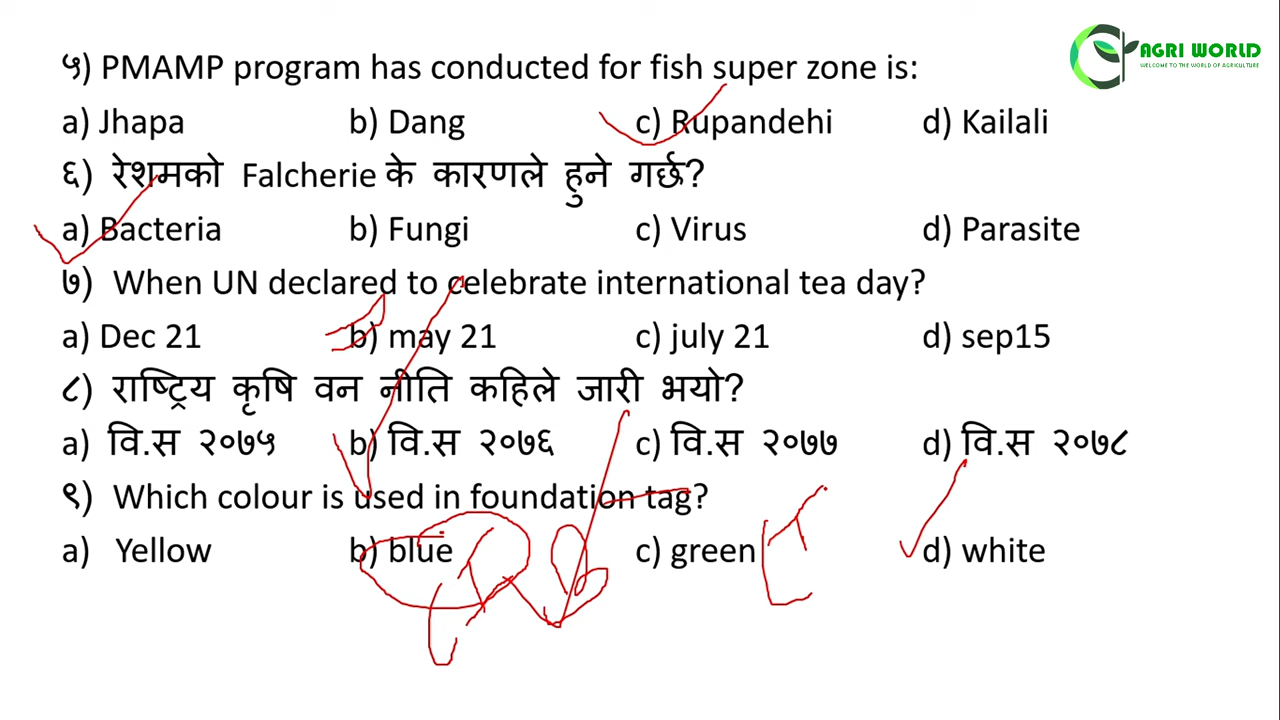 AGRI WORLD
WELCOME TO THE WORLD OF AGRICULTURE
५) PMAMP program has conducted for fish super zone is:
a) Jhapa b) Dang c) Rupandehi d) Kailali
६) रेशमको Falcherie के कारणले हुने गर्छ?
a) Bacteria b) Fungi c) Virus d) Parasite
७) When UN declared to celebrate international tea day?
a) Dec 21 b) may 21 c) july 21 d) sep15
८) राष्ट्रिय कृषि वन नीति कहिले जारी भयो?
a) वि.स २०७५ b) वि.स २०७६ c) वि.स २०७७ d) वि.स २०७८
९) Which colour is used in foundation tag?
a) Yellow b) blue c) green d) white